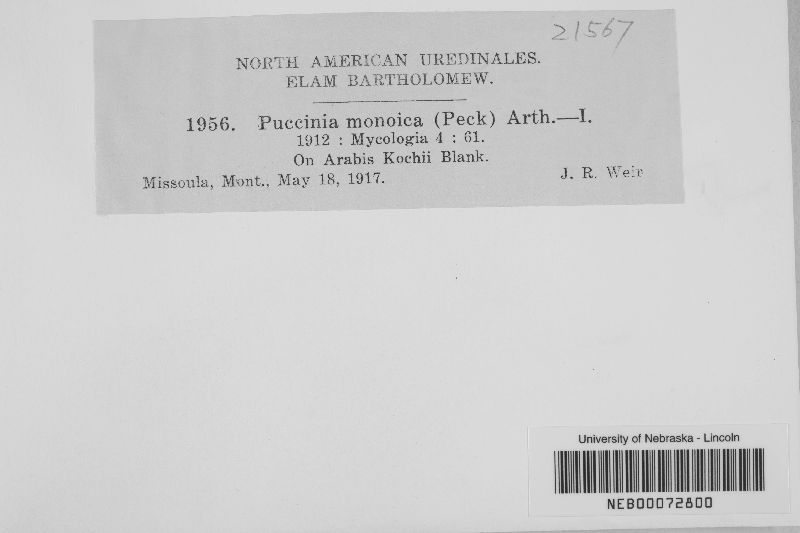 21567
NORTH AMERICAN UREDINALES.
ELAM BARTHOLOMEW.
1956. Puccinia monoica (Peck) Arth.—I.
1912 : Mycologia 4 : 61.
On Arabis Kochii Blank.
Missoula, Mont., May 18, 1917. J. R. Weir
University of Nebraska - Lincoln
NEB00072800